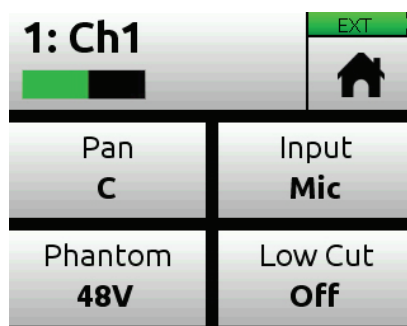 1: Ch1
EXT
Pan
C
Input
Mic
Phantom
48V
Low Cut
Off